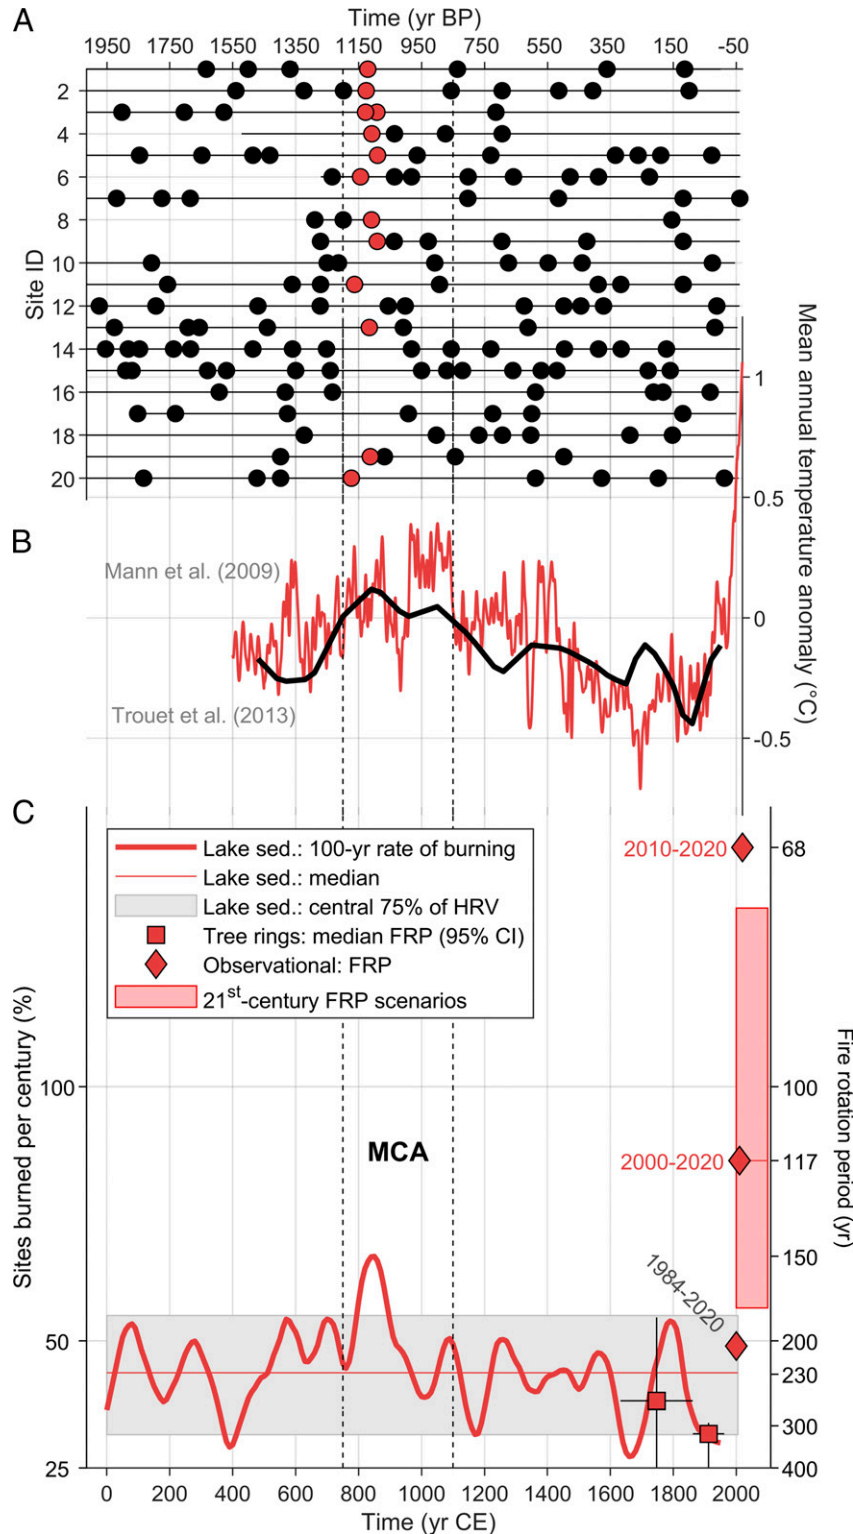 A
Time (yr BP)
1950 1750 1550 1350 1150 950 750 550 350 150 -50
Site ID
2
4
6
8
10
12
14
16
18
20
B
Mann et al. (2009)
Trouet et al. (2013)
Mean annual temperature anomaly (°C)
1
0.5
0
-0.5
C
Lake sed.: 100-yr rate of burning
Lake sed.: median
Lake sed.: central 75% of HRV
Tree rings: median FRP (95% CI)
Observational: FRP
21st-century FRP scenarios
MCA
2010-2020
2000-2020
1984-2020
Sites burned per century (%)
100
50
25
Fire rotation period (yr)
68
100
117
150
200
230
300
400
0 200 400 600 800 1000 1200 1400 1600 1800 2000
Time (yr CE)